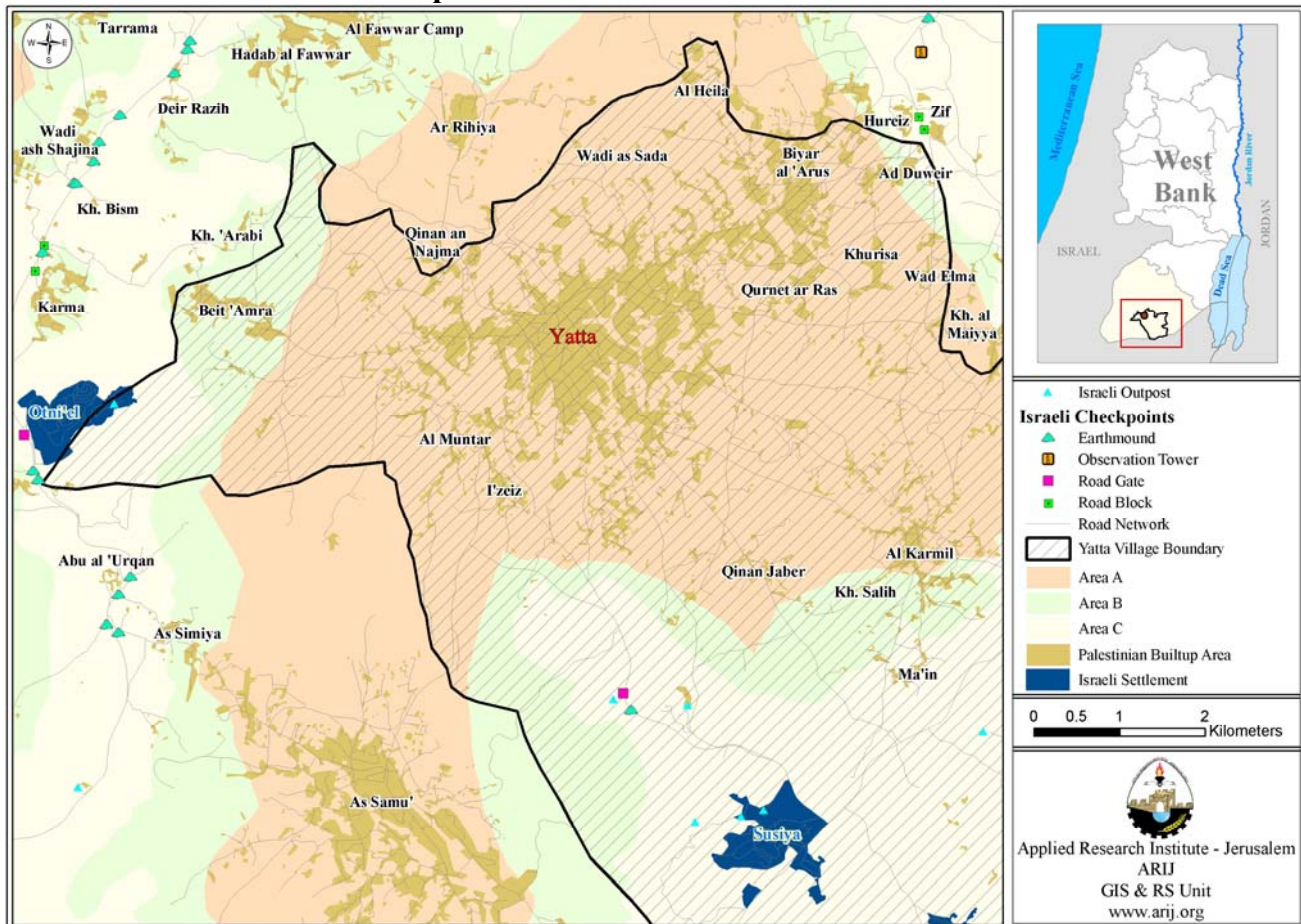 N
W
E
S
Tarrama
Al Fawwar Camp
Hadab al Fawwar
Deir Razih
Al Heila
Ar Rihiya
Hureiz
Zif
Wadi
ash Shajina
Wadi as Sada
Biyar
al 'Arus
Ad Duweir
Kh. Bism
Kh. 'Arabi
Qinan an
Najma
Khurisa
Wad Elma
Karma
Beit 'Amra
Qurnet ar Ras
Kh. al
Maiyya
Yatta
Otni'el
Al Muntar
I'zeiz
Abu al 'Urqan
Al Karmil
Qinan Jaber
Kh. Salih
As Simiya
Ma'in
As Samu'
Susiya
Mediterranean Sea
Jordan River
West
Bank
JORDAN
ISRAEL
Dead Sea
Israeli Outpost
Israeli Checkpoints
Earthmound
Observation Tower
Road Gate
Road Block
Road Network
Yatta Village Boundary
Area A
Area B
Area C
Palestinian Builtup Area
Israeli Settlement
0 0.5 1 2
Kilometers
Applied Research Institute - Jerusalem
ARIJ
GIS & RS Unit
www.arij.org